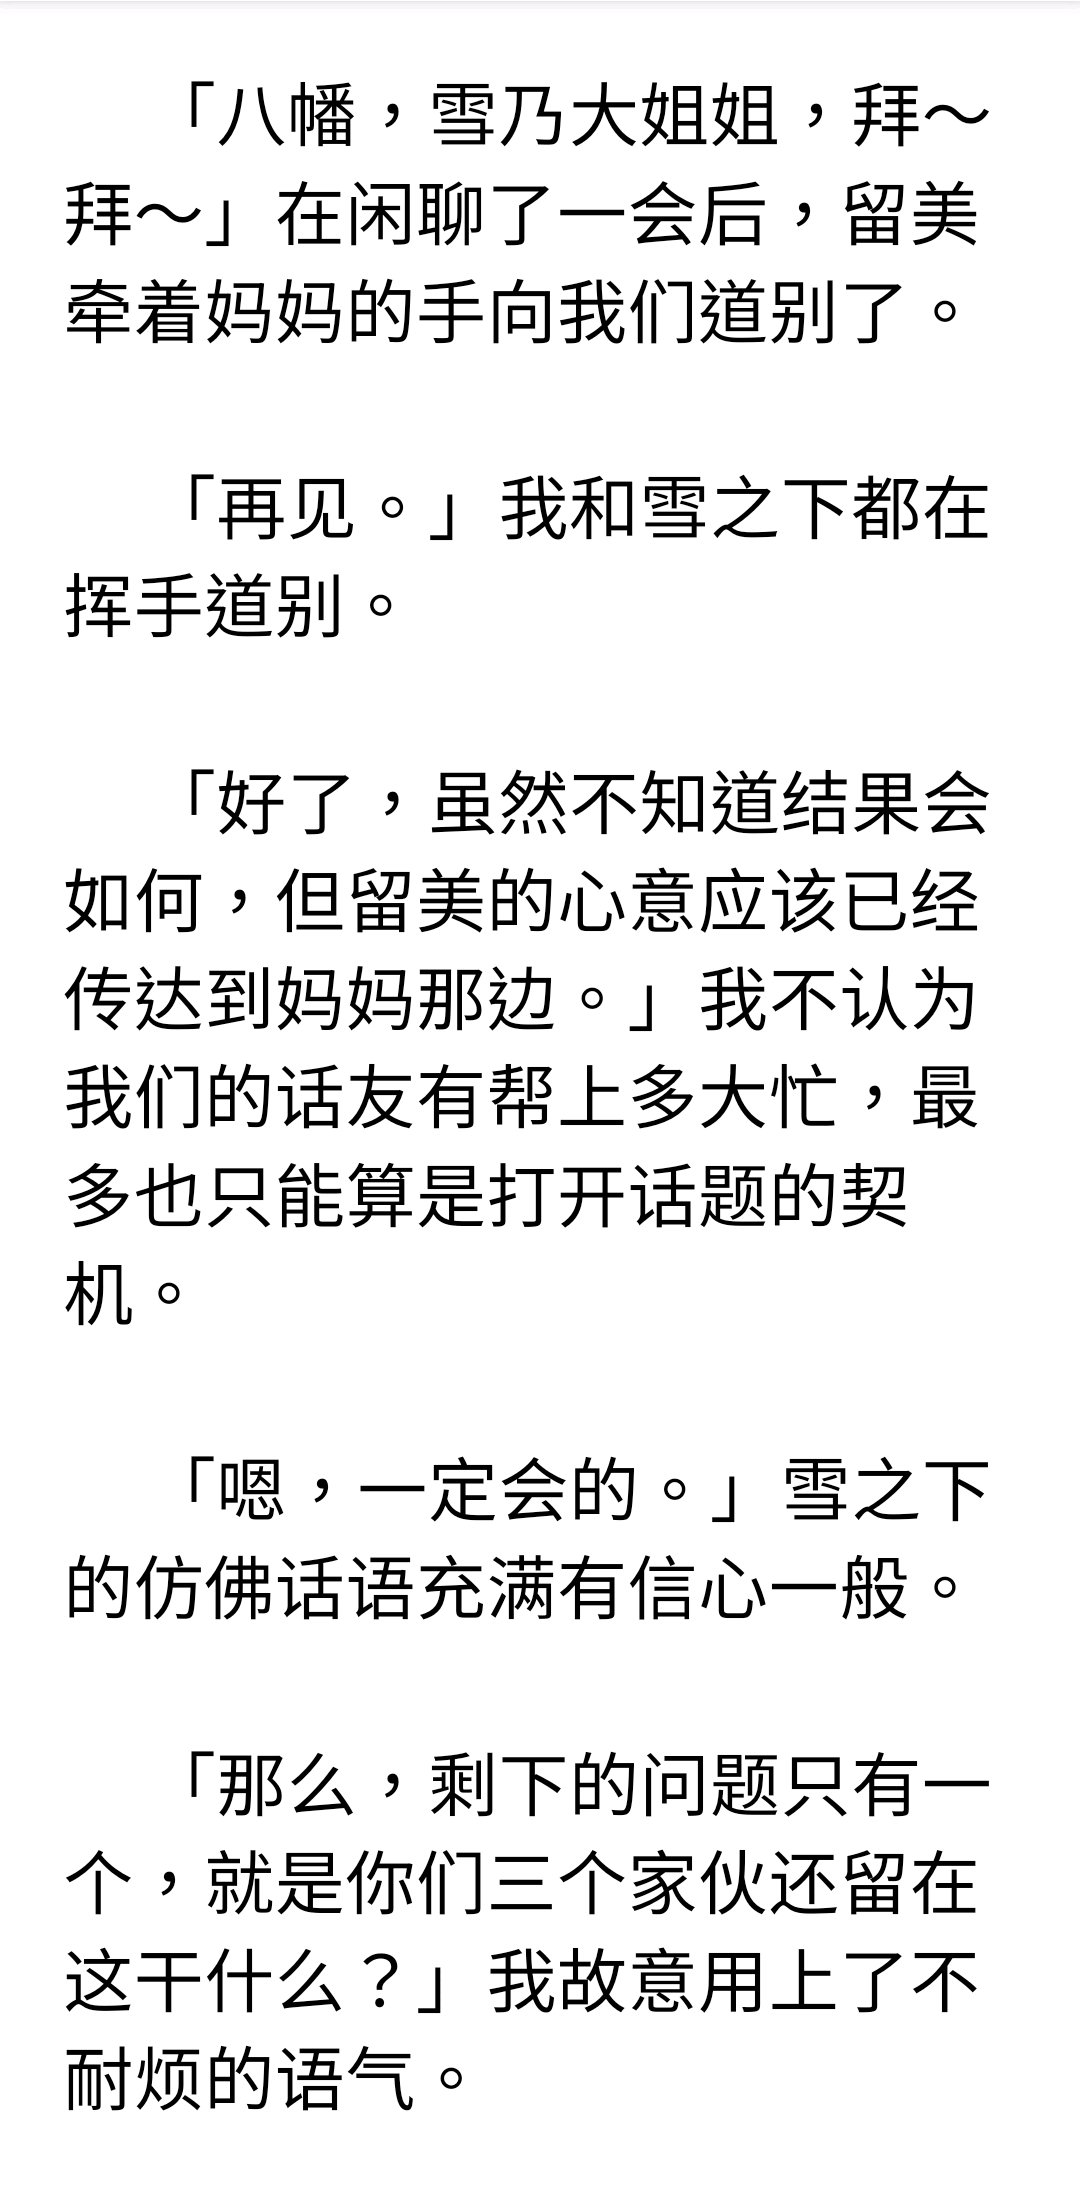 「八幡，雪乃大姐姐，拜～
拜～」在闲聊了一会后，留美
牵着妈妈的手向我们道别了。
「再见。」我和雪之下都在
挥手道别。
「好了，虽然不知道结果会
如何，但留美的心意应该已经
传达到妈妈那边。」我不认为
我们的话友有帮上多大忙，最
多也只能算是打开话题的契
机。
「嗯，一定会的。」雪之下
的仿佛话语充满有信心一般。
「那么，剩下的问题只有一
个，就是你们三个家伙还留在
这干什么？」我故意用上了不
耐烦的语气。